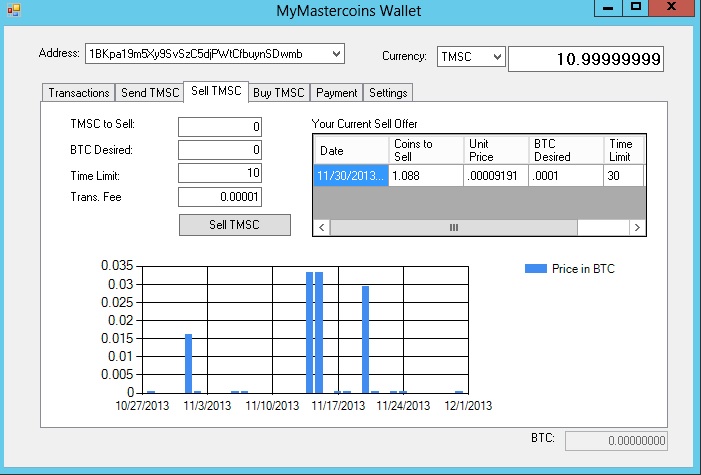 MyMastercoins Wallet
Address: 1BKpa19m5Xy9SvSzC5djPWtCfbuynSDwmb Currency: TMSC 10.99999999
Transactions Send TMSC Sell TMSC Buy TMSC Payment Settings
TMSC to Sell: 0
BTC Desired: 0
Time Limit: 10
Trans. Fee 0.00001
Sell TMSC
Your Current Sell Offer
Date Coins to Sell Unit Price BTC Desired Time Limit
11/30/2013... 1.088 .00009191 .0001 30
Price in BTC
0.035
0.03
0.025
0.02
0.015
0.01
0.005
0
10/27/2013 11/3/2013 11/10/2013 11/17/2013 11/24/2013 12/1/2013
BTC: 0.00000000